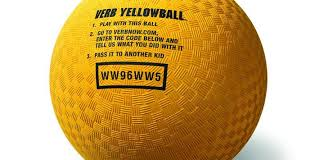 VERB YELLOWBALL
1. PLAY WITH THIS BALL
2. GO TO VERBNOW.COM,
ENTER THE CODE BELOW AND
TELL US WHAT YOU DID WITH IT
3. PASS IT TO ANOTHER KID
WW96WW5